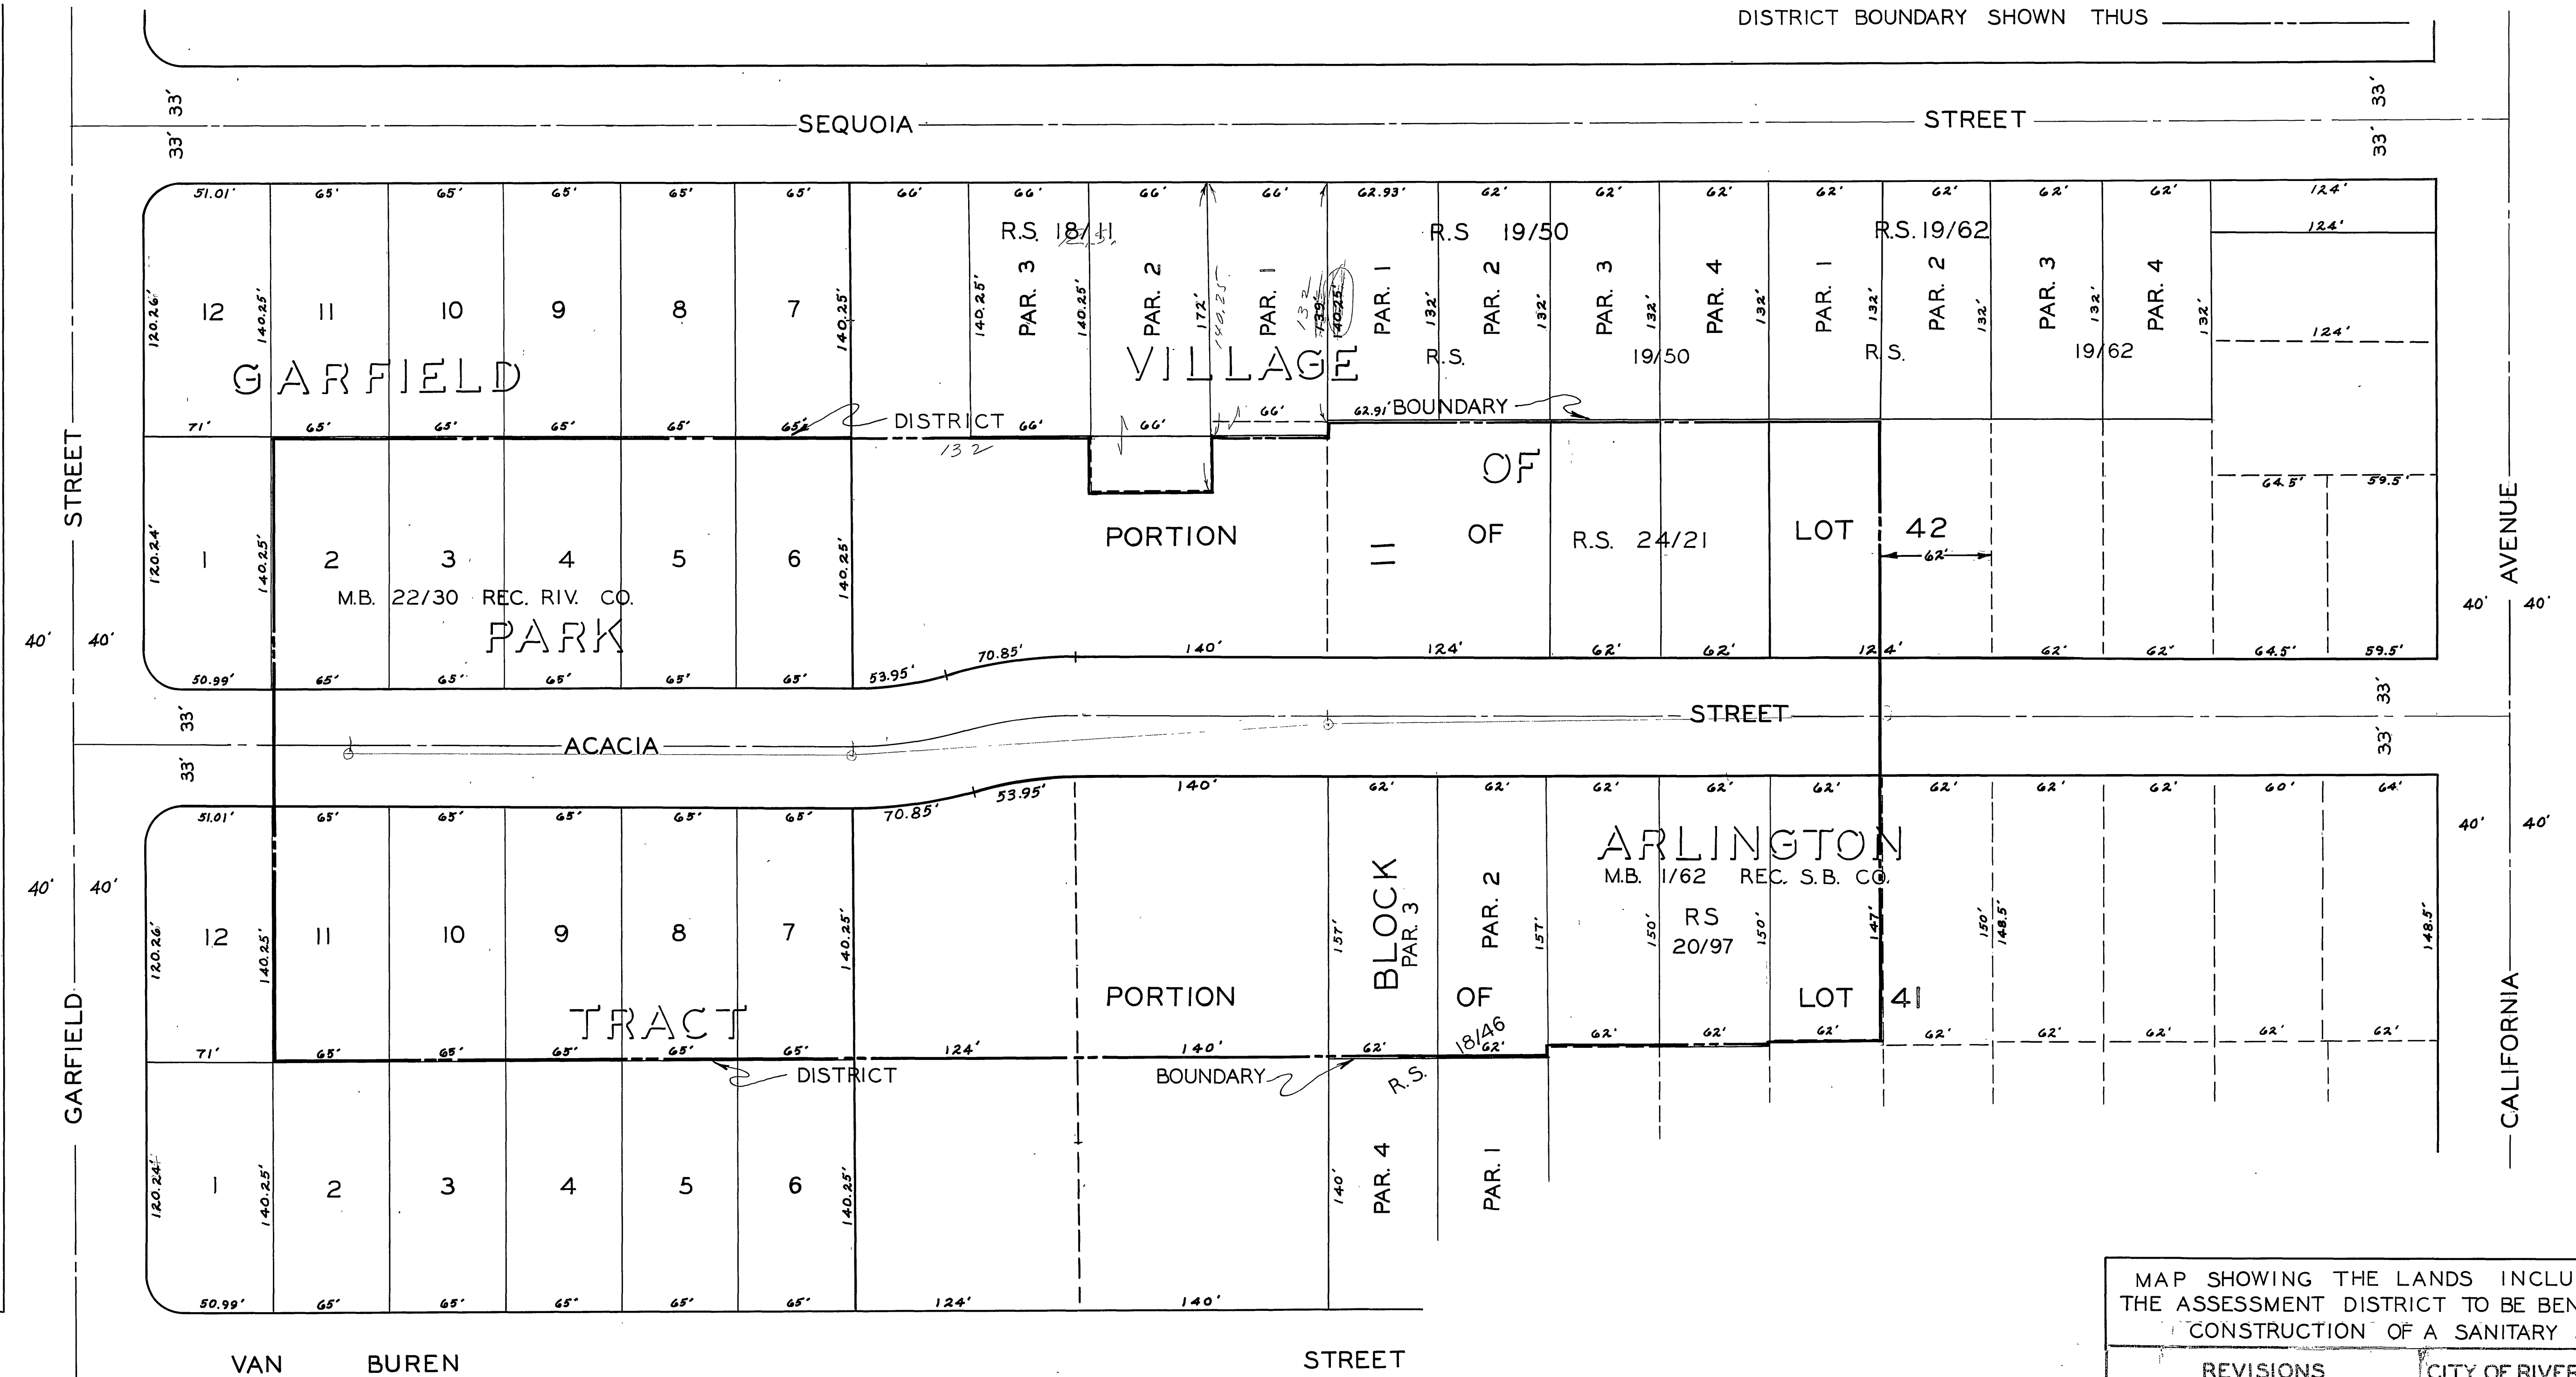 DISTRICT BOUNDARY SHOWN THUS
33' 33'
SEQUOIA STREET
33' 33'
51.01' 65' 65' 65' 65' 65' 66' 66' 66' 66' 62.93' 62' 62' 62' 62' 62' 62' 62' 124'
R.S. 18/11 R.S 19/50 R.S. 19/62 124'
120.26' 12 140.25' 11 10 9 8 7 140.25' 140.25' PAR. 3 140.25' PAR. 2 172' 140.25' PAR. 1 132 139' 140.25' PAR. 1 132' PAR. 2 132' PAR. 3 132' PAR. 4 132' PAR. 1 132' PAR. 2 132' PAR. 3 132' PAR. 4 132' 124'
GARFIELD VILLAGE R.S. 19/50 R.S. 19/62
71' 65' 65' 65' 65' 65' DISTRICT 66' 66' 66' 62.91' BOUNDARY
132
OF
64.5' 59.5'
120.24' 1 140.25' 2 3 4 5 6 140.25' PORTION 11 OF R.S. 24/21 LOT 42
62'
M.B. 22/30 REC. RIV. CO.
PARK
40' 40' STREET
AVENUE 40' 40'
50.99' 65' 65' 65' 65' 65' 53.95' 70.85' 140' 124' 62' 62' 124' 62' 62' 64.5' 59.5'
33' 33'
ACACIA STREET
33' 33'
51.01' 65' 65' 65' 65' 65' 70.85' 53.95' 140' 62' 62' 62' 62' 62' 62' 62' 62' 60' 64'
40' 40'
40' 40'
ARLINGTON
M.B. 1/62 REC. S.B. CO.
120.26' 12 140.25' 11 10 9 8 7 140.25' 157' BLOCK PAR. 3 PAR. 2 157' 150' RS 150' 147' 150' 148.5' 148.5'
20/97
TRACT PORTION OF LOT 41
18/46
71' 65' 65' 65' 65' 65' 124' 140' 62' 62' 62' 62' 62' 62' 62' 62' 62' 62'
DISTRICT BOUNDARY R.S.
GARFIELD
CALIFORNIA
120.24' 1 140.25' 2 3 4 5 6 140.25' 140' PAR. 4 PAR. 1
50.99' 65' 65' 65' 65' 65' 124' 140'
VAN BUREN STREET
MAP SHOWING THE LANDS INCLU
THE ASSESSMENT DISTRICT TO BE BEN
CONSTRUCTION OF A SANITARY
REVISIONS CITY OF RIVER